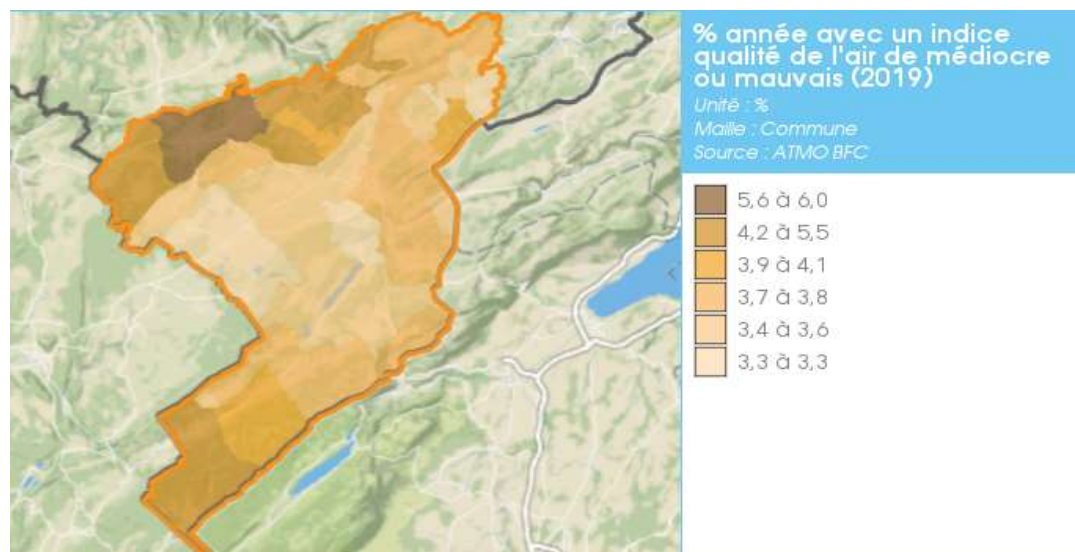 % année avec un indice
qualité de l'air de médiocre
ou mauvais (2019)
Unité : %
Maille : Commune
Source : ATMO BFC
5,6 à 6,0
4,2 à 5,5
3,9 à 4,1
3,7 à 3,8
3,4 à 3,6
3,3 à 3,3